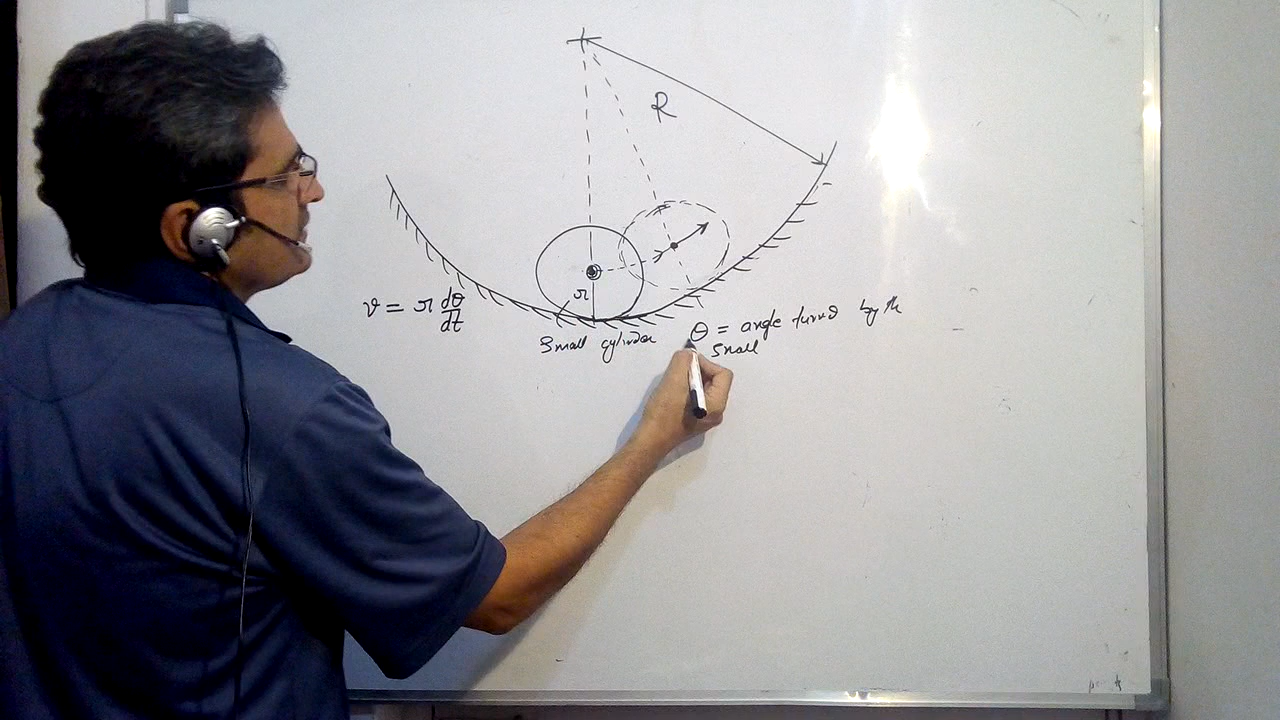 R
r
v = r dθ/dt
Small cylinder
θ = angle turned by the
small